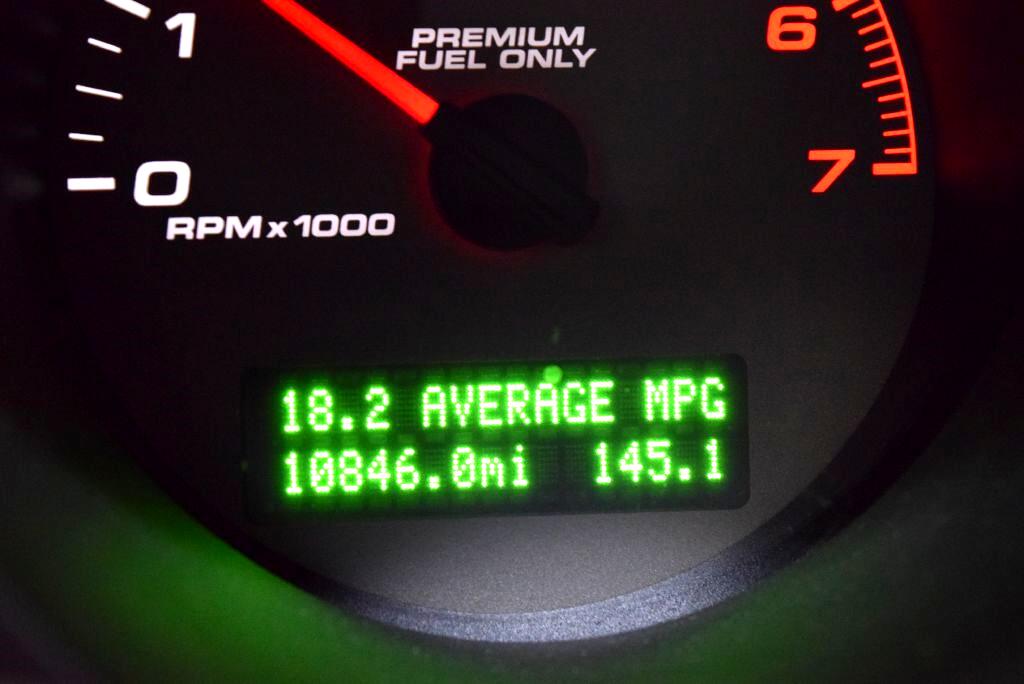 1
PREMIUM
FUEL ONLY
6
0
7
RPM x 1000
18.2 AVERAGE MPG
10846.0mi 145.1